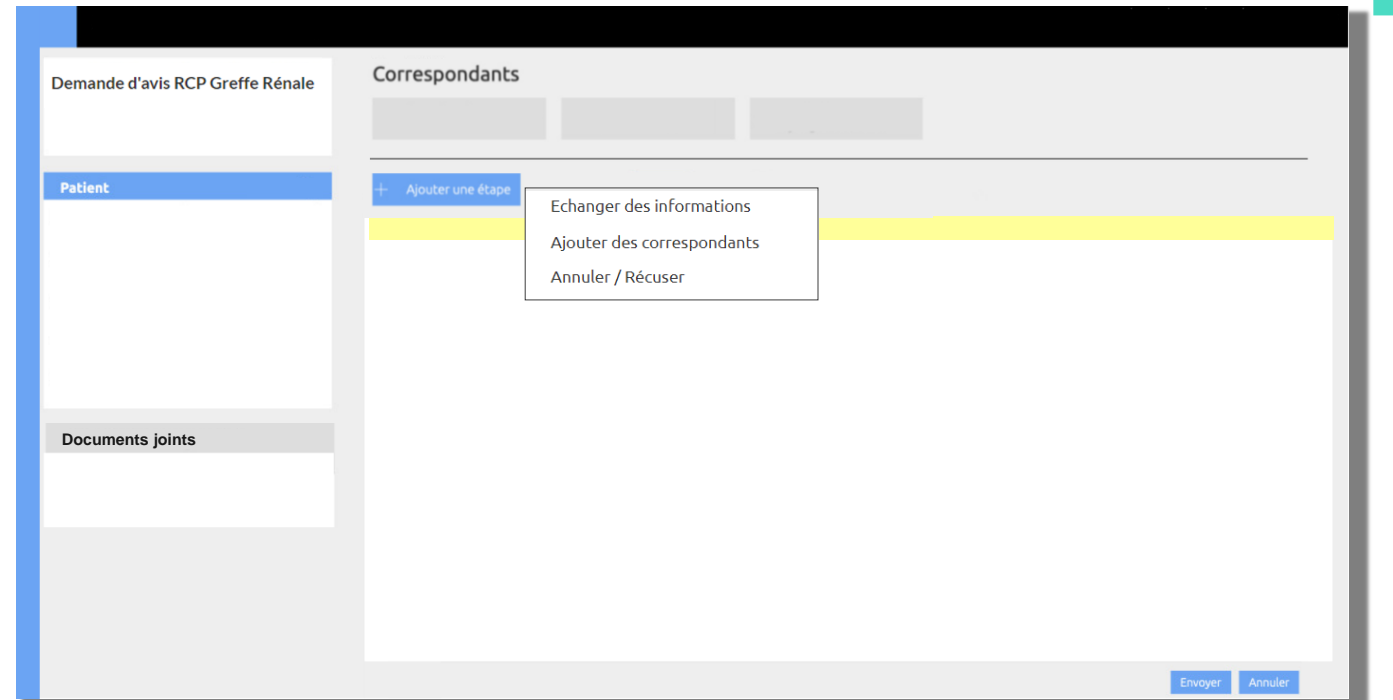 Demande d'avis RCP Greffe Rénale
Correspondants
Patient
+ Ajouter une étape
Echanger des informations
Ajouter des correspondants
Annuler / Récuser
Documents joints
Envoyer
Annuler